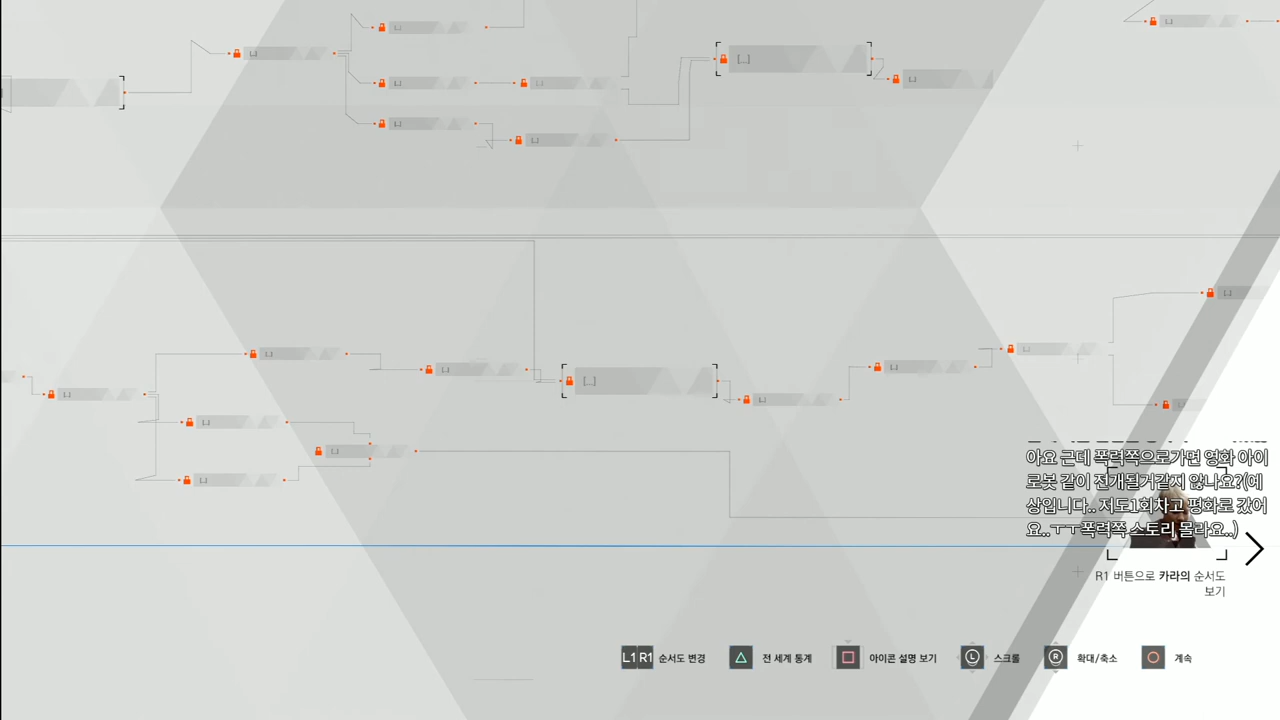 아요 근데 폭력쪽으로가면 영화 아이
로봇 같이 전개될거같지 않나요?(예
상입니다.. 저도1회차고 평화로 갔어
요..ㅜㅜ폭력쪽 스토리 몰라요..)
R1 버튼으로 카라의 순서도
보기
L1 R1 순서도 변경 전 세계 통계 아이콘 설명 보기 L 스크롤 R 확대/축소 계속